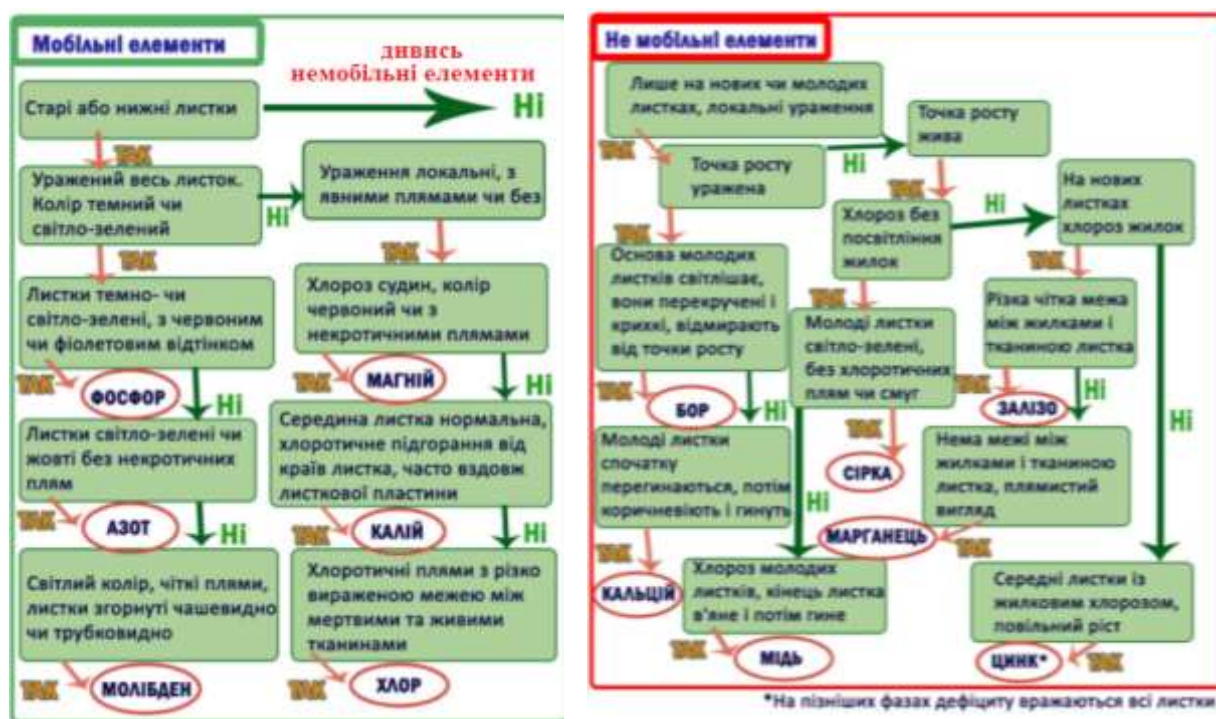 Мобільні елементи
дивись
немобільні елементи
Старі або нижні листки
Ні
ТАК
Уражений весь листок.
Колір темний чи
світло-зелений
Ні
Ураження локальні, з
явними плямами чи без
ТАК
ТАК
Листки темно- чи
світло-зелені, з червоним
чи фіолетовим відтінком
Хлороз судин, колір
червоний чи з
некротичними плямами
ТАК
ФОСФОР
Ні
ТАК
МАГНІЙ
Ні
Листки світло-зелені чи
жовті без некротичних
плям
Середина листка нормальна,
хлоротичне підгорання від
країв листка, часто вздовж
листкової пластини
ТАК
АЗОТ
Ні
ТАК
КАЛІЙ
Ні
Світлий колір, чіткі плями,
листки згорнуті чашевидно
чи трубковидно
Хлоротичні плями з різко
вираженою межею між
мертвими та живими
тканинами
ТАК
МОЛІБДЕН
ТАК
ХЛОР
Не мобільні елементи
Лише на нових чи молодих
листках, локальні ураження
Точка росту
жива
ТАК
Точка росту
уражена
Ні
ТАК
На нових
листках
хлороз жилок
Хлороз без
посвітління
жилок
Ні
ТАК
ТАК
ТАК
Основа молодих
листків світлішає,
вони перекручені і
крихкі, відмирають
від точки росту
Молоді листки
світло-зелені,
без хлоротичних
плям чи смуг
Різка чітка межа
між жилками і
тканиною листка
ТАК
БОР
Ні
ТАК
СІРКА
ТАК
ЗАЛІЗО
Ні
Ні
Молоді листки
спочатку
перегинаються, потім
коричневіють і гинуть
Ні
Нема межі між
жилками і тканиною
листка, плямистий
вигляд
ТАК
КАЛЬЦІЙ
МАРГАНЕЦЬ
ТАК
Хлороз молодих
листків, кінець листка
в'яне і потім гине
Середні листки із
жилковим хлорозом,
повільний ріст
ТАК
МІДЬ
ЦИНК*
ТАК
*На пізніших фазах дефіциту вражаються всі листки